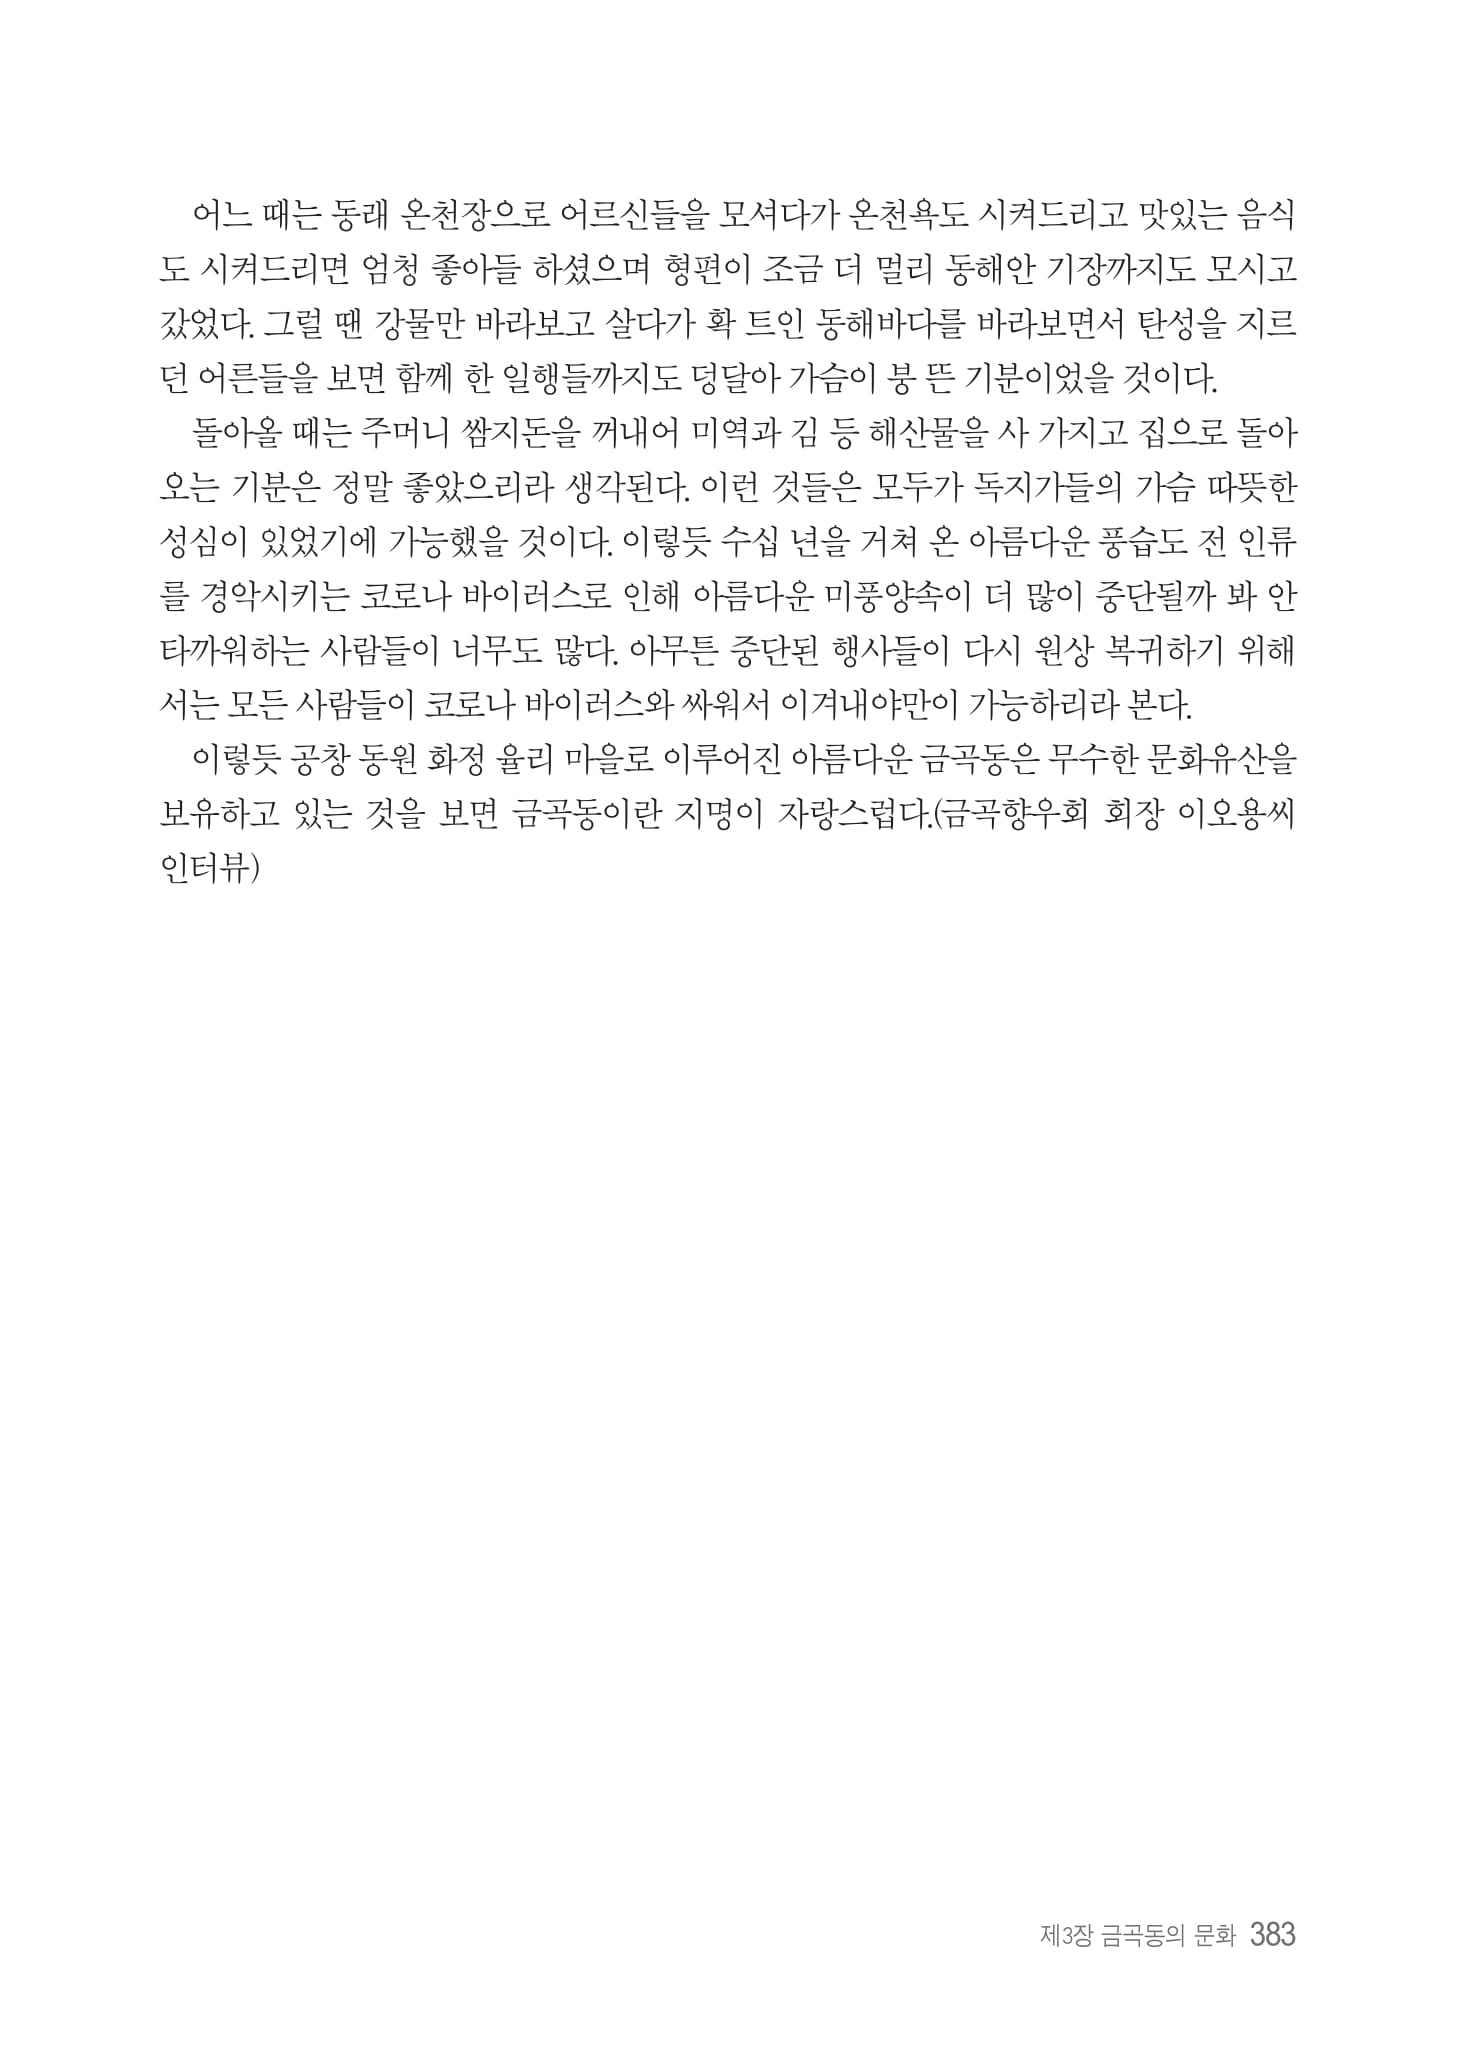 어느 때는 동래 온천장으로 어르신들을 모셔다가 온천욕도 시켜드리고 맛있는 음식
도 시켜드리면 엄청 좋아들 하셨으며 형편이 조금 더 멀리 동해안 기장까지도 모시고
갔었다. 그럴 땐 강물만 바라보고 살다가 확 트인 동해바다를 바라보면서 탄성을 지르
던 어른들을 보면 함께 한 일행들까지도 덩달아 가슴이 붕 뜬 기분이었을 것이다.
돌아올 때는 주머니 쌈지돈을 꺼내어 미역과 김 등 해산물을 사 가지고 집으로 돌아
오는 기분은 정말 좋았으리라 생각된다. 이런 것들은 모두가 독지가들의 가슴 따뜻한
성심이 있었기에 가능했을 것이다. 이렇듯 수십 년을 거쳐 온 아름다운 풍습도 전 인류
를 경악시키는 코로나 바이러스로 인해 아름다운 미풍양속이 더 많이 중단될까 봐 안
타까워하는 사람들이 너무도 많다. 아무튼 중단된 행사들이 다시 원상 복귀하기 위해
서는 모든 사람들이 코로나 바이러스와 싸워서 이겨내야만이 가능하리라 본다.
이렇듯 공창 동원 화정 율리 마을로 이루어진 아름다운 금곡동은 무수한 문화유산을
보유하고 있는 것을 보면 금곡동이란 지명이 자랑스럽다.(금곡향우회 회장 이오용씨
인터뷰)
제3장 금곡동의 문화 383